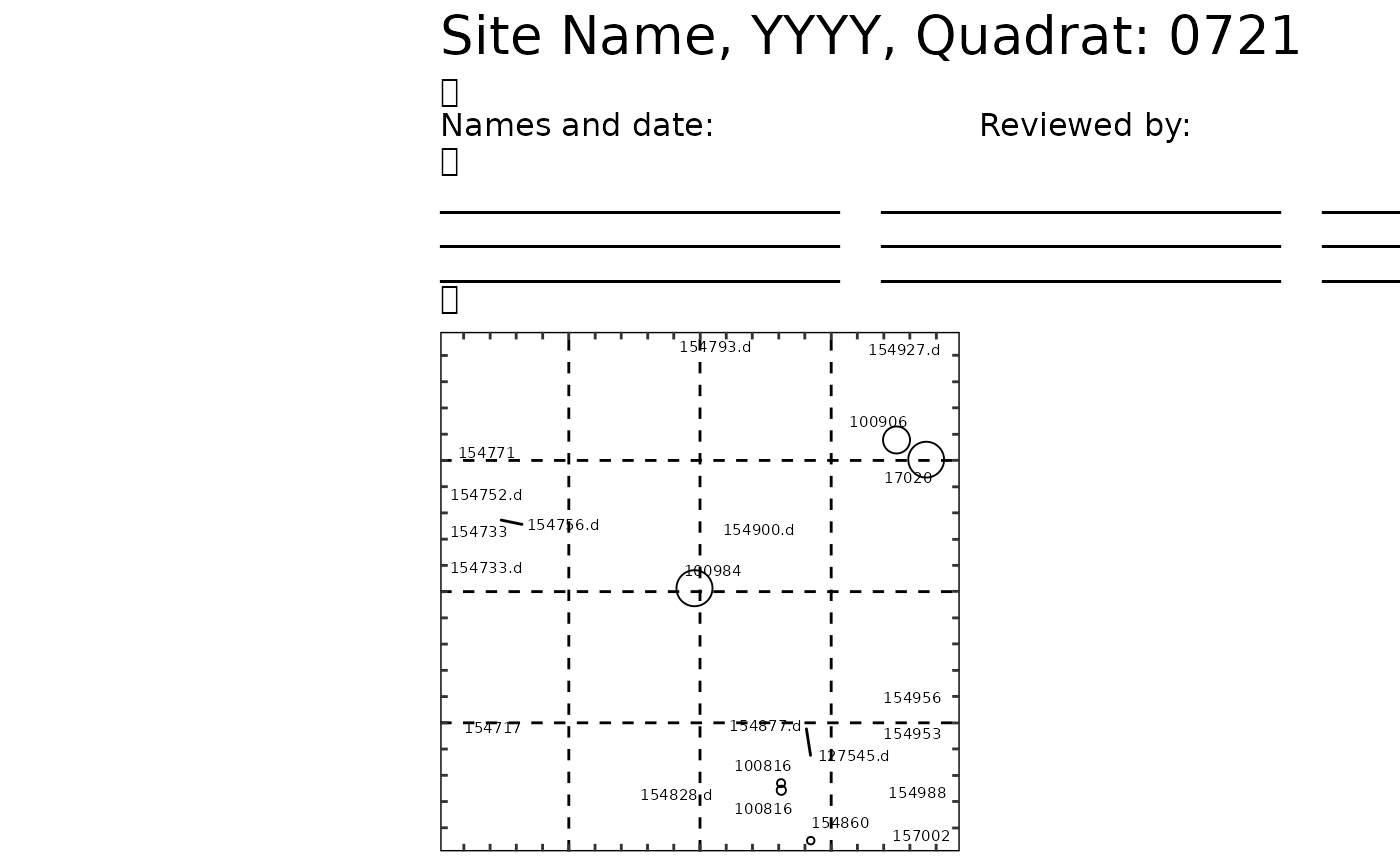 Site Name, YYYY, Quadrat: 0721
Names and date: Reviewed by:
154793.d
154927.d
100906
154771
17020
154752.d
154756.d
154733
154900.d
154733.d
100984
154956
154717
154877.d
154953
127545.d
100816
154828.d
154988
100816
154860
157002